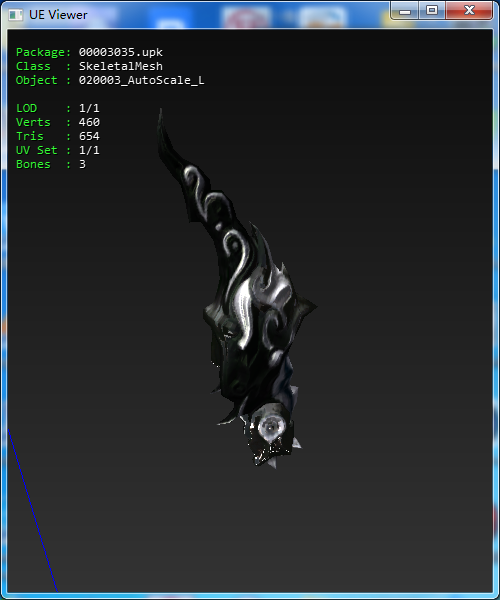 UE Viewer
Package: 00003035.upk
Class : SkeletalMesh
Object : 020003_AutoScale_L
LOD : 1/1
Verts : 460
Tris : 654
UV Set : 1/1
Bones : 3